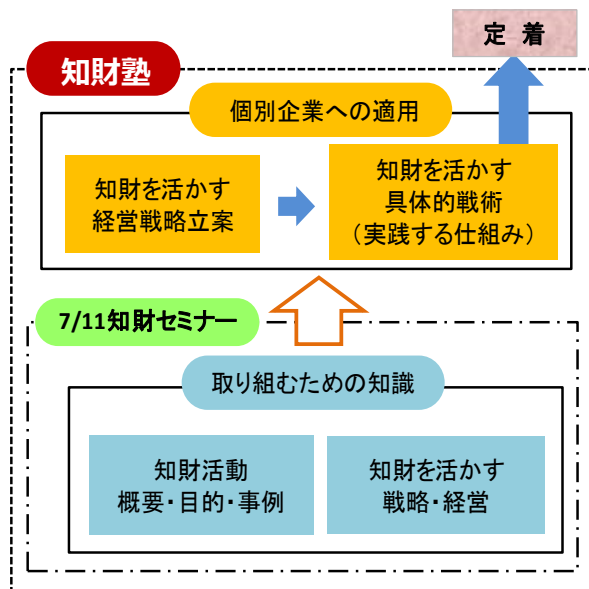 定 着
知財塾
個別企業への適用
知財を活かす
経営戦略立案
知財を活かす
具体的戦術
（実践する仕組み）
7/11知財セミナー
取り組むための知識
知財活動
概要・目的・事例
知財を活かす
戦略・経営